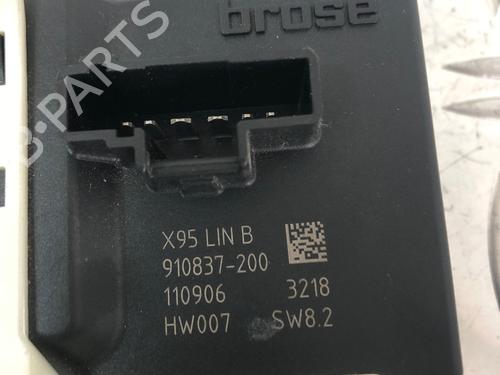 brose
B-PARTS
X95 LIN B
910837-200
110906 3218
HW007 SW8.2